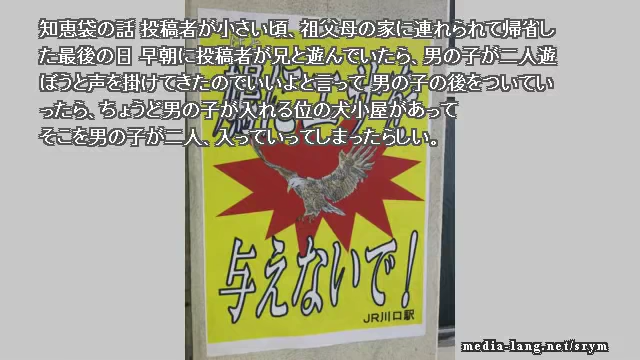 知恵袋の話 投稿者が小さい頃、祖父母の家に連れられて帰省し
た最後の日 早朝に投稿者が兄と遊んでいたら、男の子が二人遊
ぼうと声を掛けてきたのでいいよと言って 男の子の後をついてい
ったら、ちょうど男の子が入れる位の犬小屋があって
そこを男の子が二人、入っていってしまったらしい。
与えないで!
JR川口駅
media-lang.net/srym